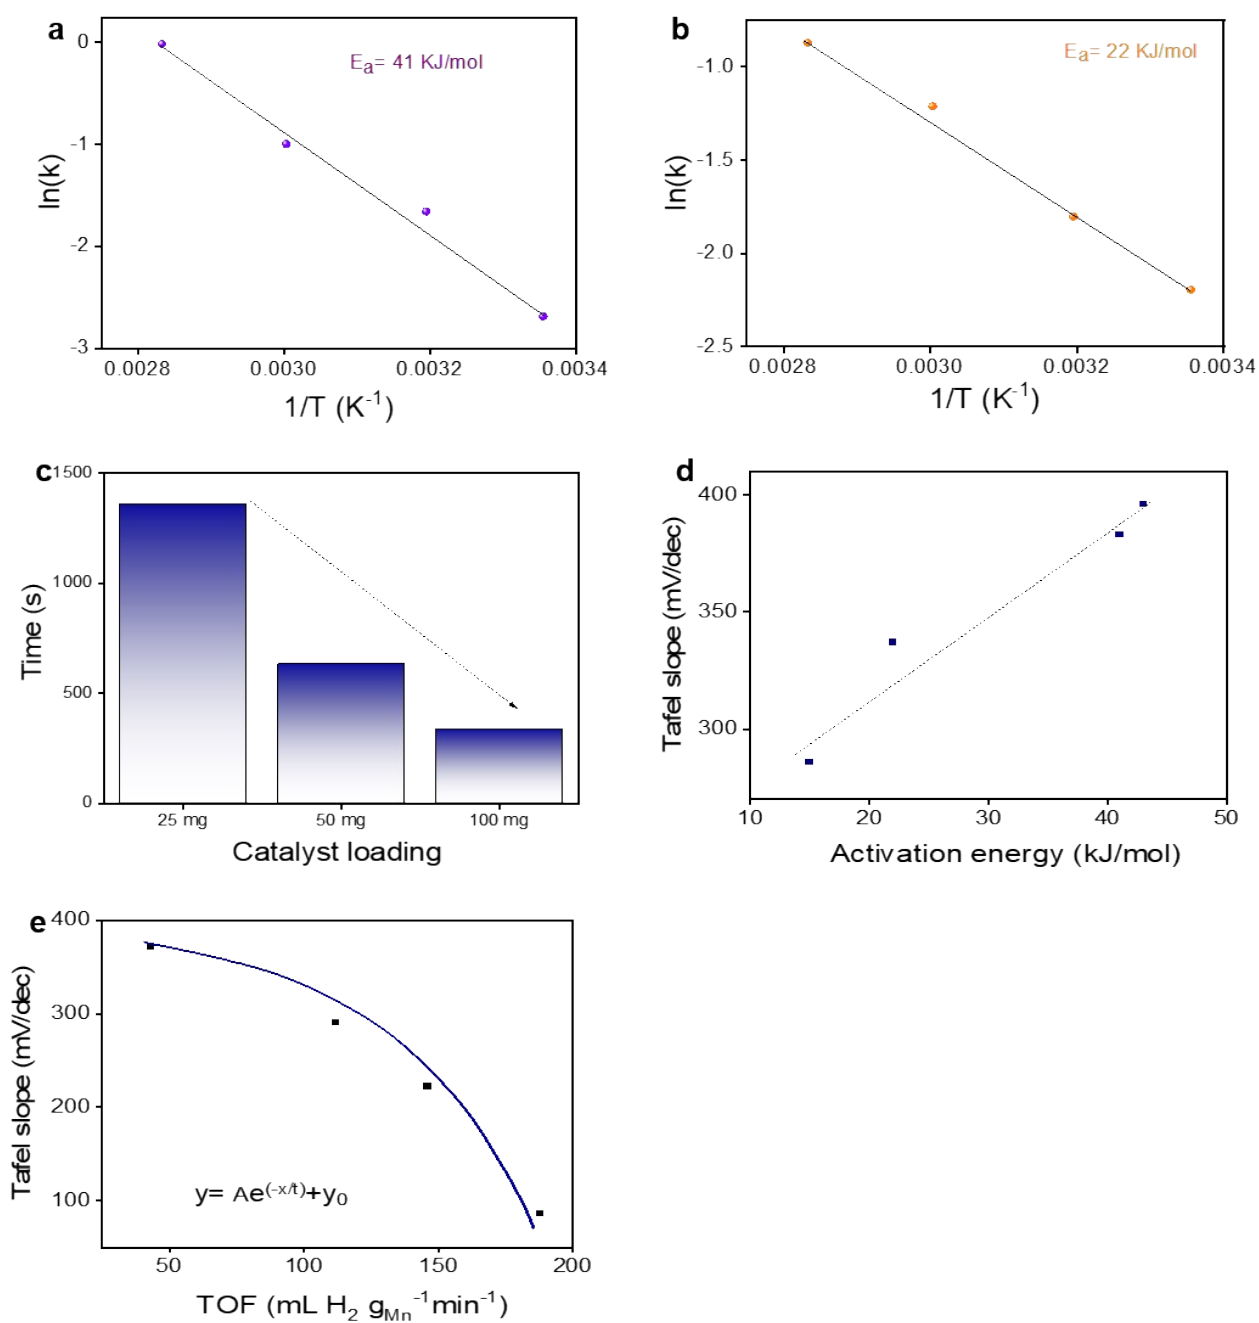 a
Ea= 41 KJ/mol
ln(k)
0
-1
-2
-3
0.0028
0.0030
0.0032
0.0034
1/T (K-1)
b
Ea= 22 KJ/mol
ln(k)
-1.0
-1.5
-2.0
-2.5
0.0028
0.0030
0.0032
0.0034
1/T (K-1)
c
Time (s)
1500
1000
500
0
25 mg
50 mg
100 mg
Catalyst loading
d
Tafel slope (mV/dec)
400
350
300
10
20
30
40
50
Activation energy (kJ/mol)
e
Tafel slope (mV/dec)
400
300
200
100
y= Ae(-x/t)+y0
50
100
150
200
TOF (mL H2 gMn-1min-1)